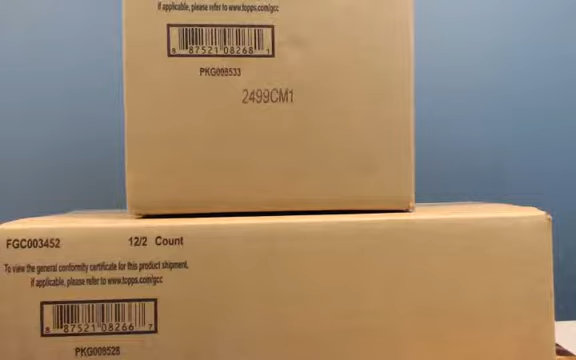 if applicable, please refer to www.topps.com/gcc
8 87521 08268 1
PKG008533
2499CM1
FGC003452 12/2 Count
To view the general conformity certificate for this product shipment,
if applicable, please refer to www.topps.com/gcc
8 87521 08266 7
PKG008528